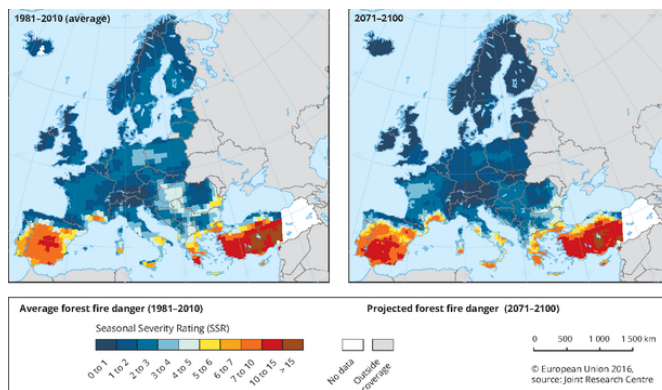 1981–2010 (average)
2071–2100
Average forest fire danger (1981–2010)
Projected forest fire danger (2071–2100)
Seasonal Severity Rating (SSR)
0 to 1
1 to 2
2 to 3
3 to 4
4 to 5
5 to 6
6 to 7
7 to 10
10 to 15
> 15
No data
Outside
coverage
0 500 1 000 1 500 km
© European Union 2016,
source: Joint Research Centre